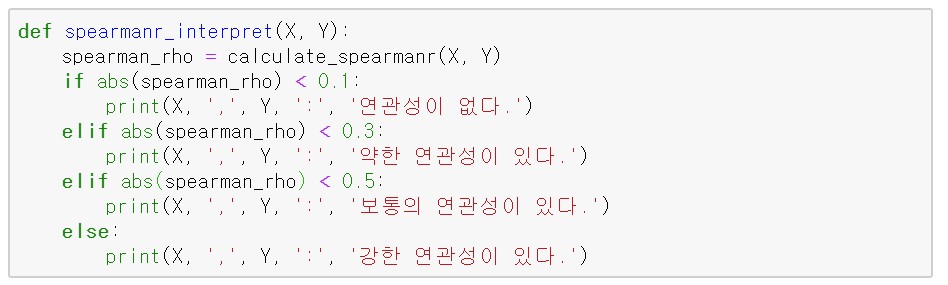 def spearmanr_interpret(X, Y):
    spearman_rho = calculate_spearmanr(X, Y)
    if abs(spearman_rho) < 0.1:
        print(X, ',', Y, ':', '연관성이 없다.')
    elif abs(spearman_rho) < 0.3:
        print(X, ',', Y, ':', '약한 연관성이 있다.')
    elif abs(spearman_rho) < 0.5:
        print(X, ',', Y, ':', '보통의 연관성이 있다.')
    else:
        print(X, ',', Y, ':', '강한 연관성이 있다.')